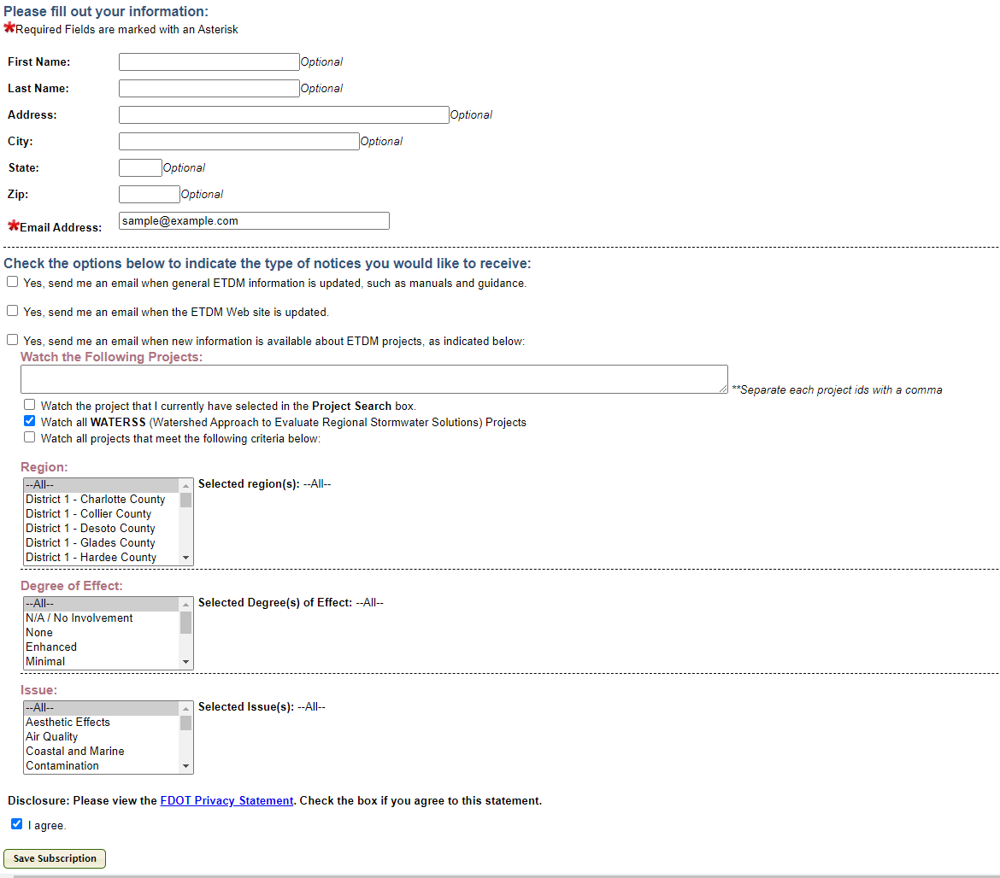 Please fill out your information:
*Required Fields are marked with an Asterisk
First Name: Optional
Last Name: Optional
Address: Optional
City: Optional
State: Optional
Zip: Optional
*Email Address: sample@example.com
Check the options below to indicate the type of notices you would like to receive:
Yes, send me an email when general ETDM information is updated, such as manuals and guidance.
Yes, send me an email when the ETDM Web site is updated.
Yes, send me an email when new information is available about ETDM projects, as indicated below:
Watch the Following Projects:
**Separate each project ids with a comma
Watch the project that I currently have selected in the Project Search box.
Watch all WATERSS (Watershed Approach to Evaluate Regional Stormwater Solutions) Projects
Watch all projects that meet the following criteria below:
Region:
--All-- Selected region(s): --All--
District 1 - Charlotte County
District 1 - Collier County
District 1 - Desoto County
District 1 - Glades County
District 1 - Hardee County
Degree of Effect:
--All-- Selected Degree(s) of Effect: --All--
N/A / No Involvement
None
Enhanced
Minimal
Issue:
--All-- Selected Issue(s): --All--
Aesthetic Effects
Air Quality
Coastal and Marine
Contamination
Disclosure: Please view the FDOT Privacy Statement. Check the box if you agree to this statement.
I agree.
Save Subscription